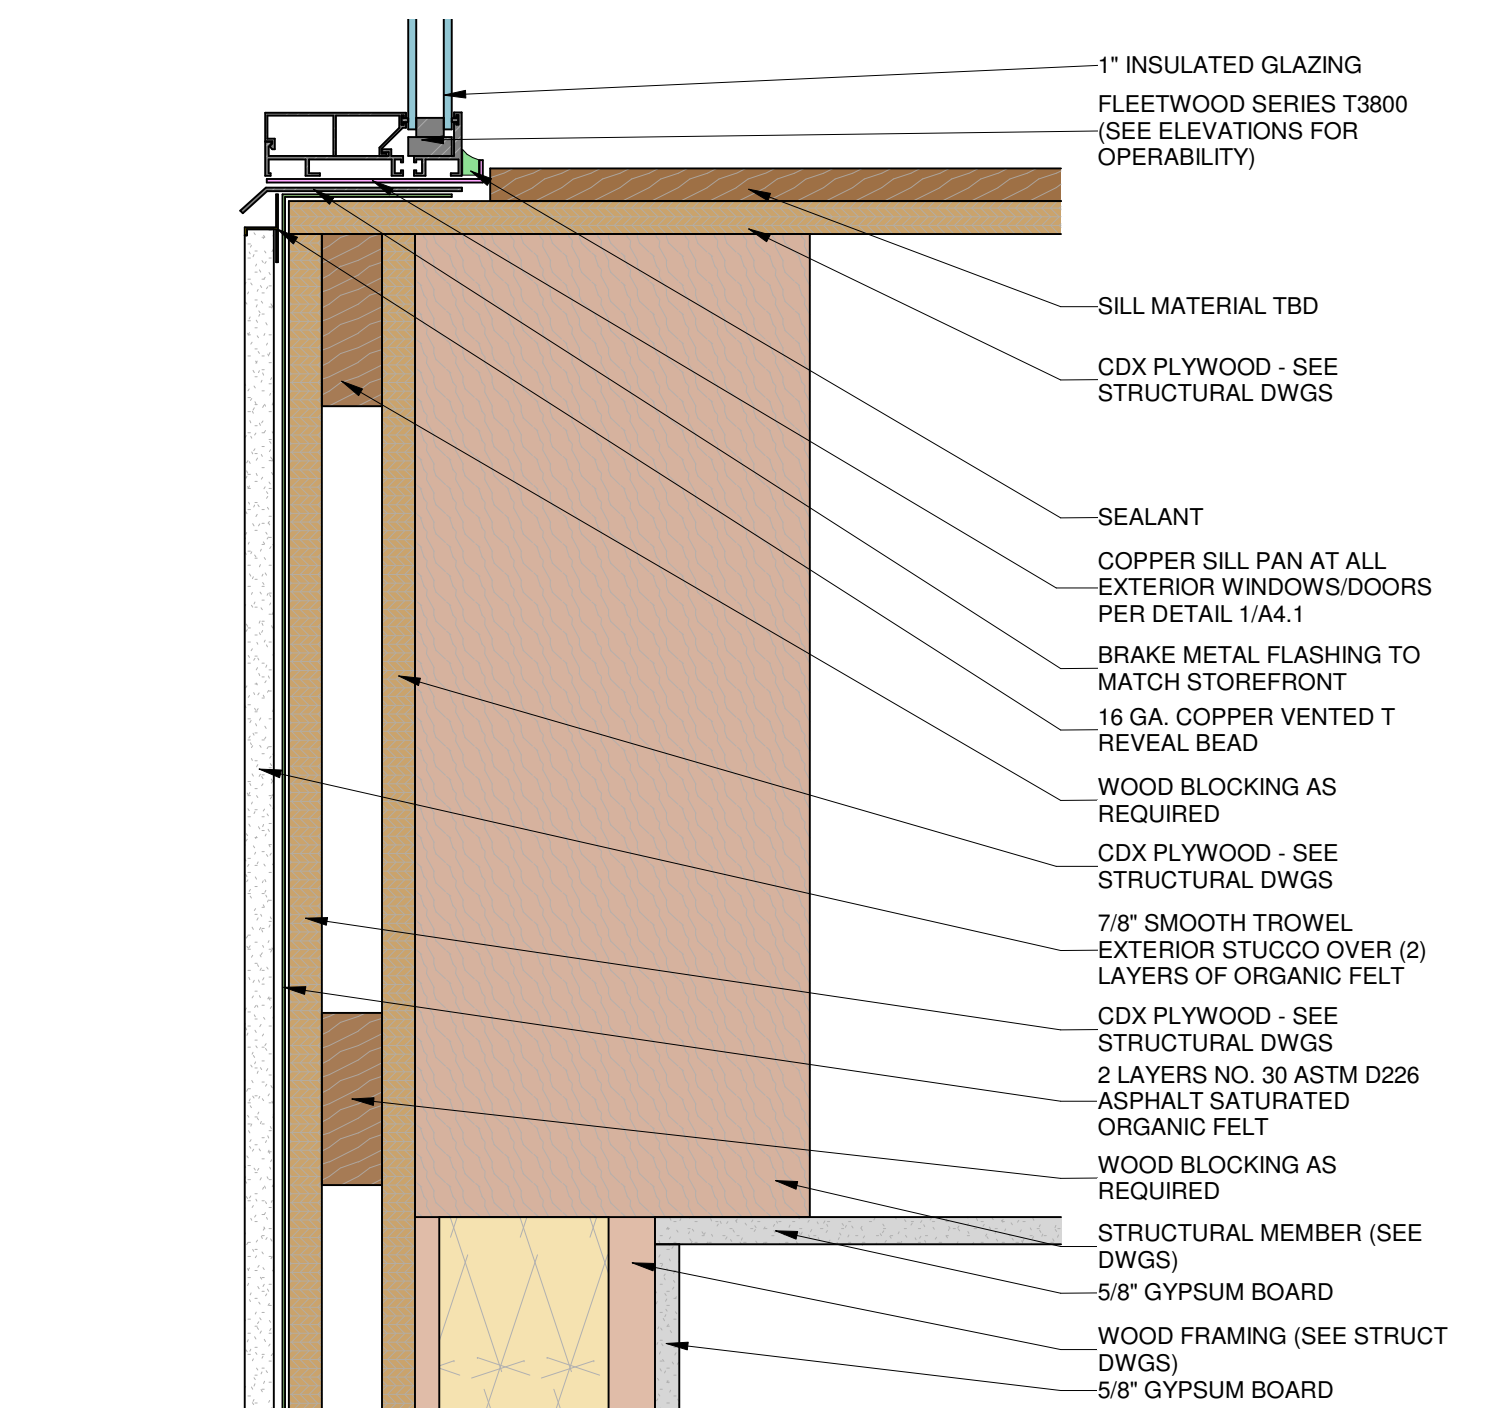 1" INSULATED GLAZING
FLEETWOOD SERIES T3800
(SEE ELEVATIONS FOR
OPERABILITY)
SILL MATERIAL TBD
CDX PLYWOOD - SEE
STRUCTURAL DWGS
SEALANT
COPPER SILL PAN AT ALL
EXTERIOR WINDOWS/DOORS
PER DETAIL 1/A4.1
BRAKE METAL FLASHING TO
MATCH STOREFRONT
16 GA. COPPER VENTED T
REVEAL BEAD
WOOD BLOCKING AS
REQUIRED
CDX PLYWOOD - SEE
STRUCTURAL DWGS
7/8" SMOOTH TROWEL
EXTERIOR STUCCO OVER (2)
LAYERS OF ORGANIC FELT
CDX PLYWOOD - SEE
STRUCTURAL DWGS
2 LAYERS NO. 30 ASTM D226
ASPHALT SATURATED
ORGANIC FELT
WOOD BLOCKING AS
REQUIRED
STRUCTURAL MEMBER (SEE
DWGS)
5/8" GYPSUM BOARD
WOOD FRAMING (SEE STRUCT
DWGS)
5/8" GYPSUM BOARD